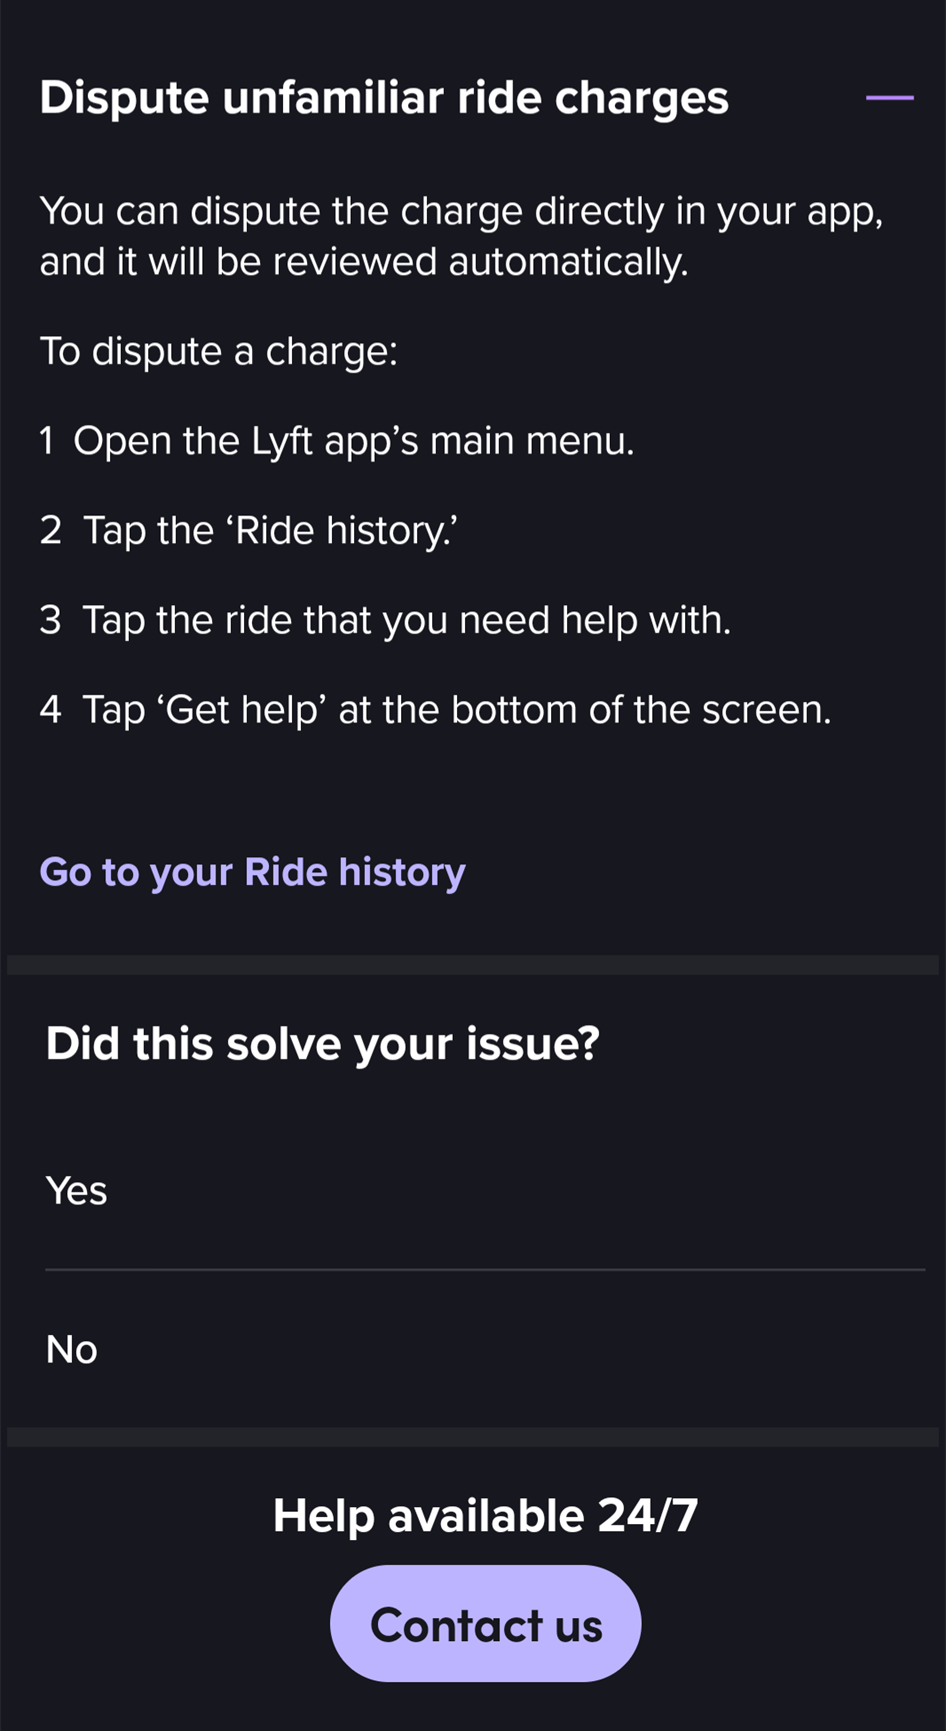 Dispute unfamiliar ride charges
You can dispute the charge directly in your app,
and it will be reviewed automatically.
To dispute a charge:
1 Open the Lyft app’s main menu.
2 Tap the ‘Ride history.’
3 Tap the ride that you need help with.
4 Tap ‘Get help’ at the bottom of the screen.
Go to your Ride history
Did this solve your issue?
Yes
No
Help available 24/7
Contact us